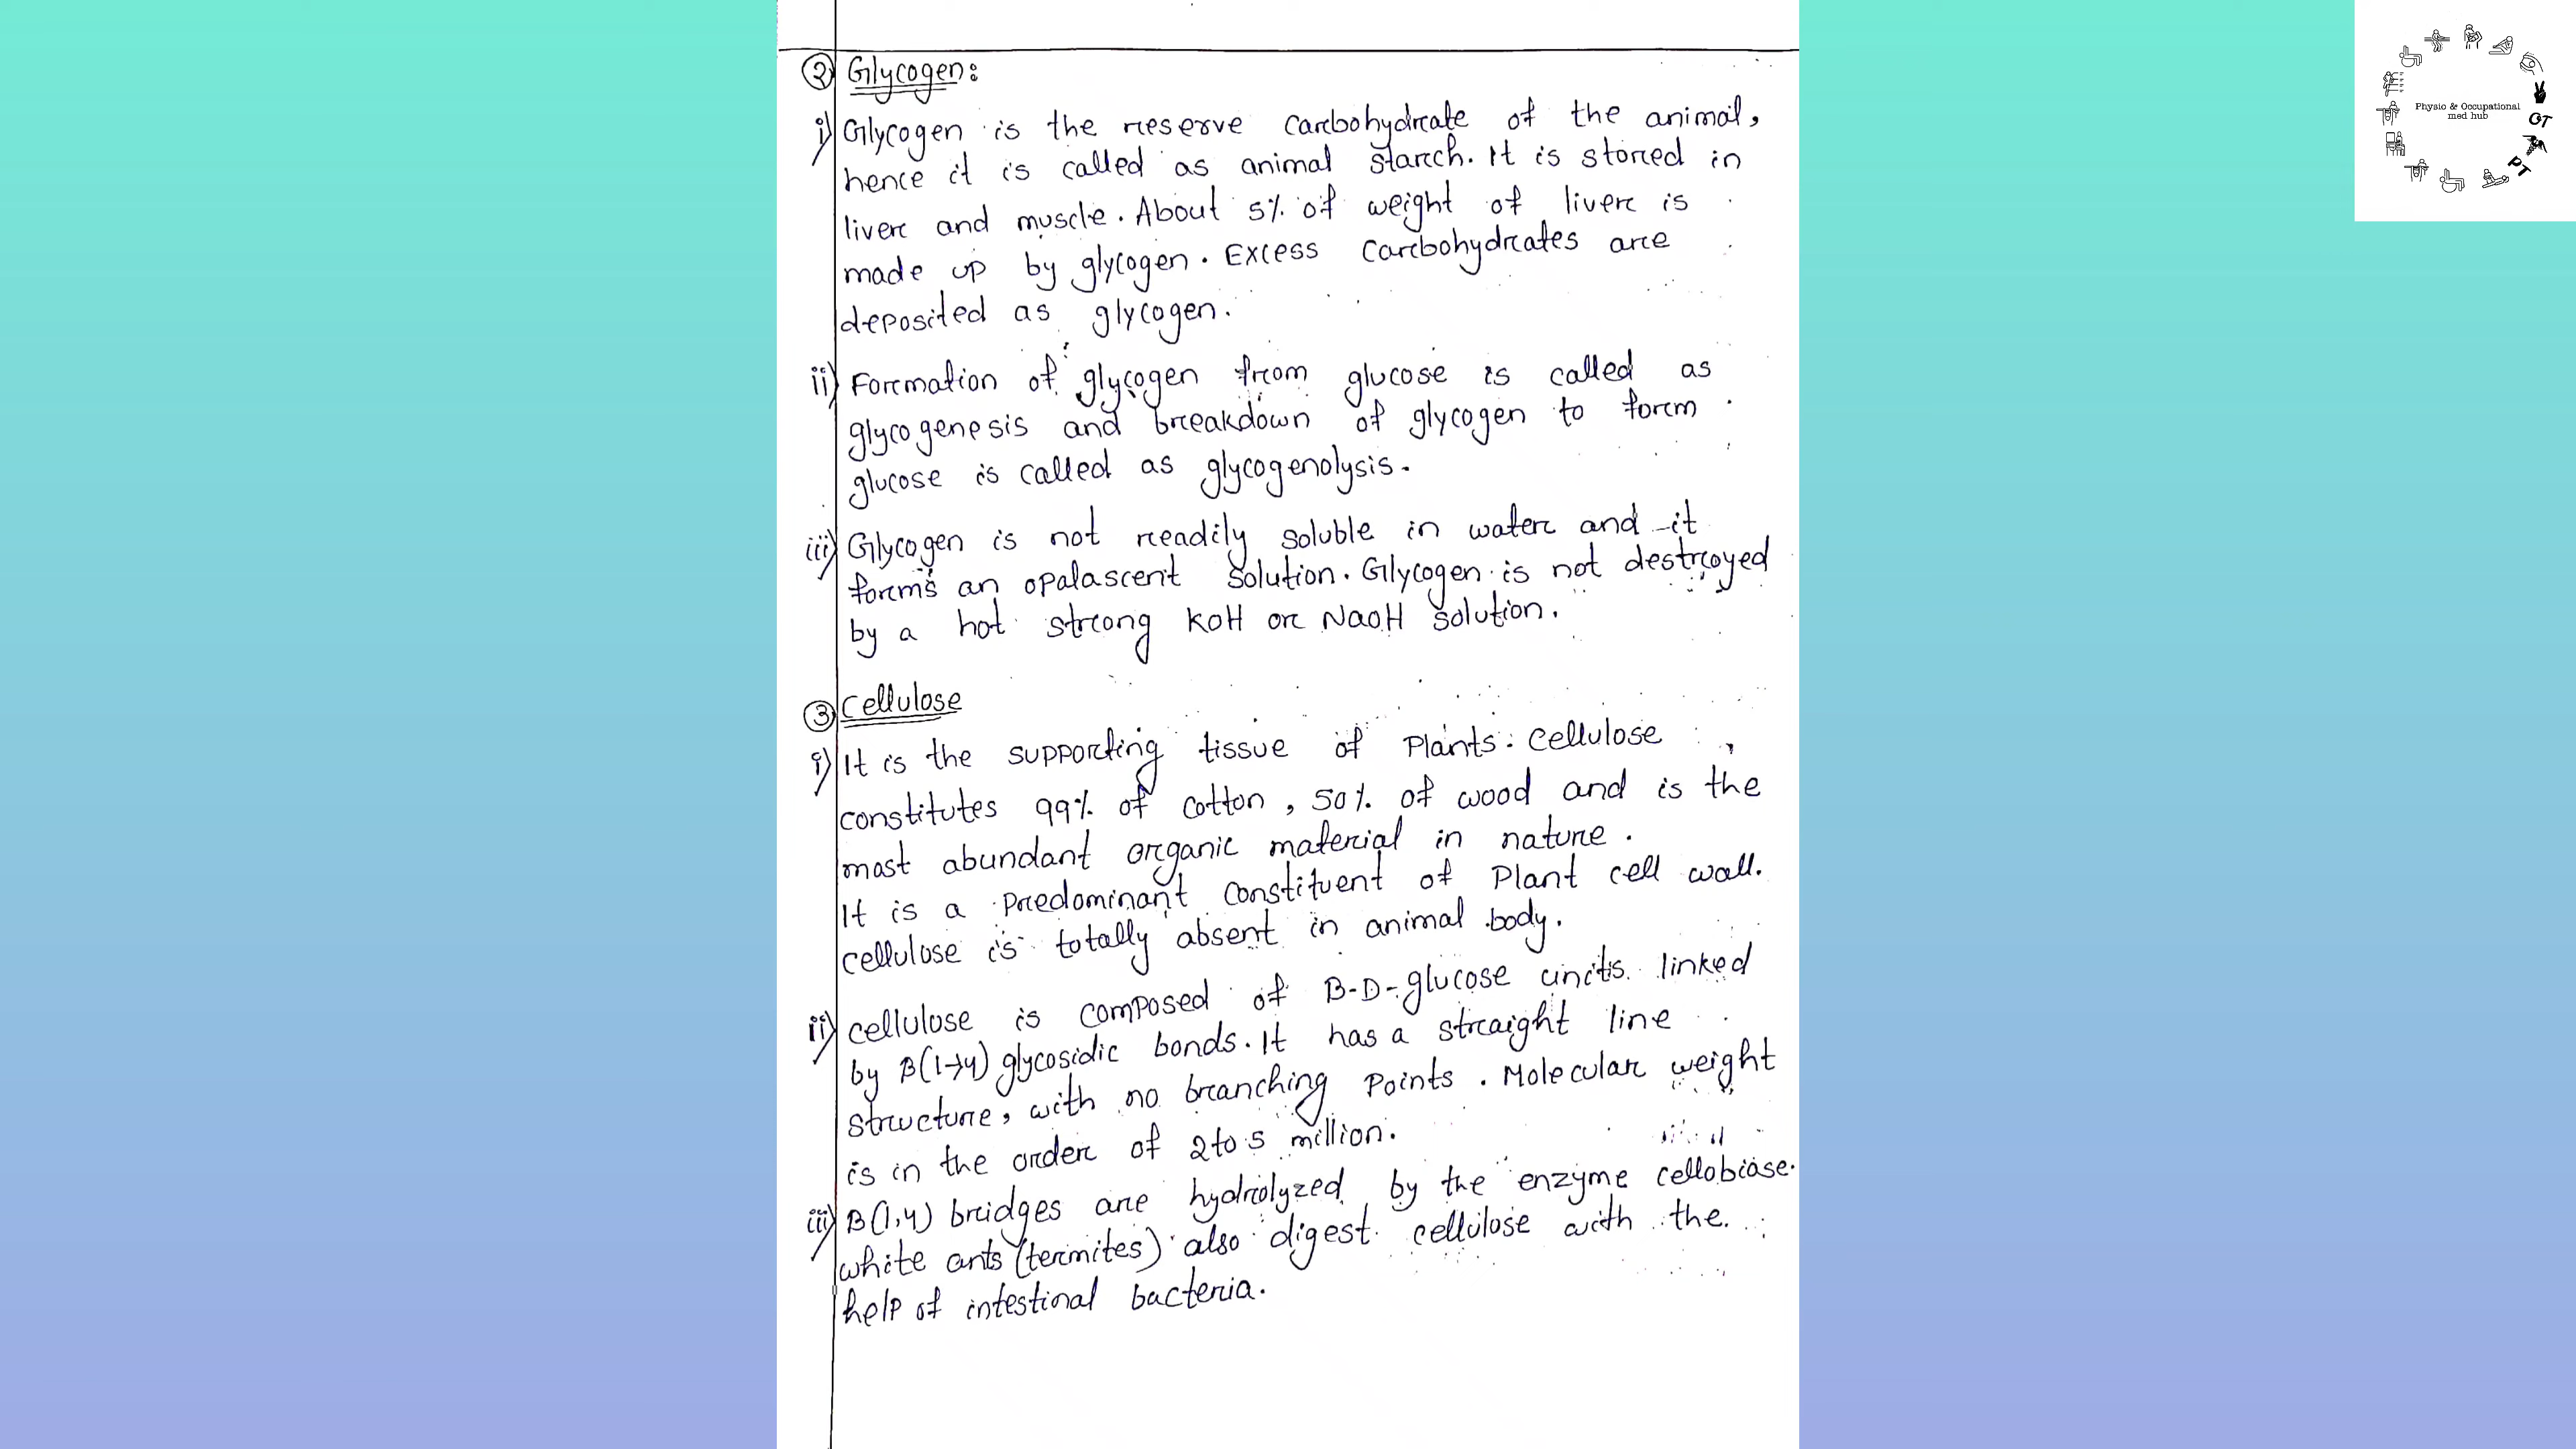 ② Glycogen:
i) Glycogen is the reserve carbohydrate of the animal,
hence it is called as animal starch. It is stored in
liver and muscle. About 5% of weight of liver is
made up by glycogen. Excess carbohydrates are
deposited as glycogen.
ii) Formation of glycogen from glucose is called as
glycogenesis and breakdown of glycogen to form
glucose is called as glycogenolysis.
iii) Glycogen is not readily soluble in water and it
forms an opalascent solution. Glycogen is not destroyed
by a hot strong KOH or NaOH solution.
③ Cellulose
i) It is the supporting tissue of Plants. Cellulose
constitutes 99% of cotton, 50% of wood and is the
most abundant organic material in nature.
It is a Predominant constituent of Plant cell wall.
cellulose is totally absent in animal body.
ii) cellulose is composed of B-D-glucose units linked
by B(1→4) glycosidic bonds. It has a straight line
structure, with no branching Points. Molecular weight
is in the order of 2 to 5 million.
iii) B(1,4) bridges are hydrolyzed by the enzyme cellobiase.
white ants (termites) also digest cellulose with the
help of intestinal bacteria.
Physio & Occupational
med hub
OT
PT